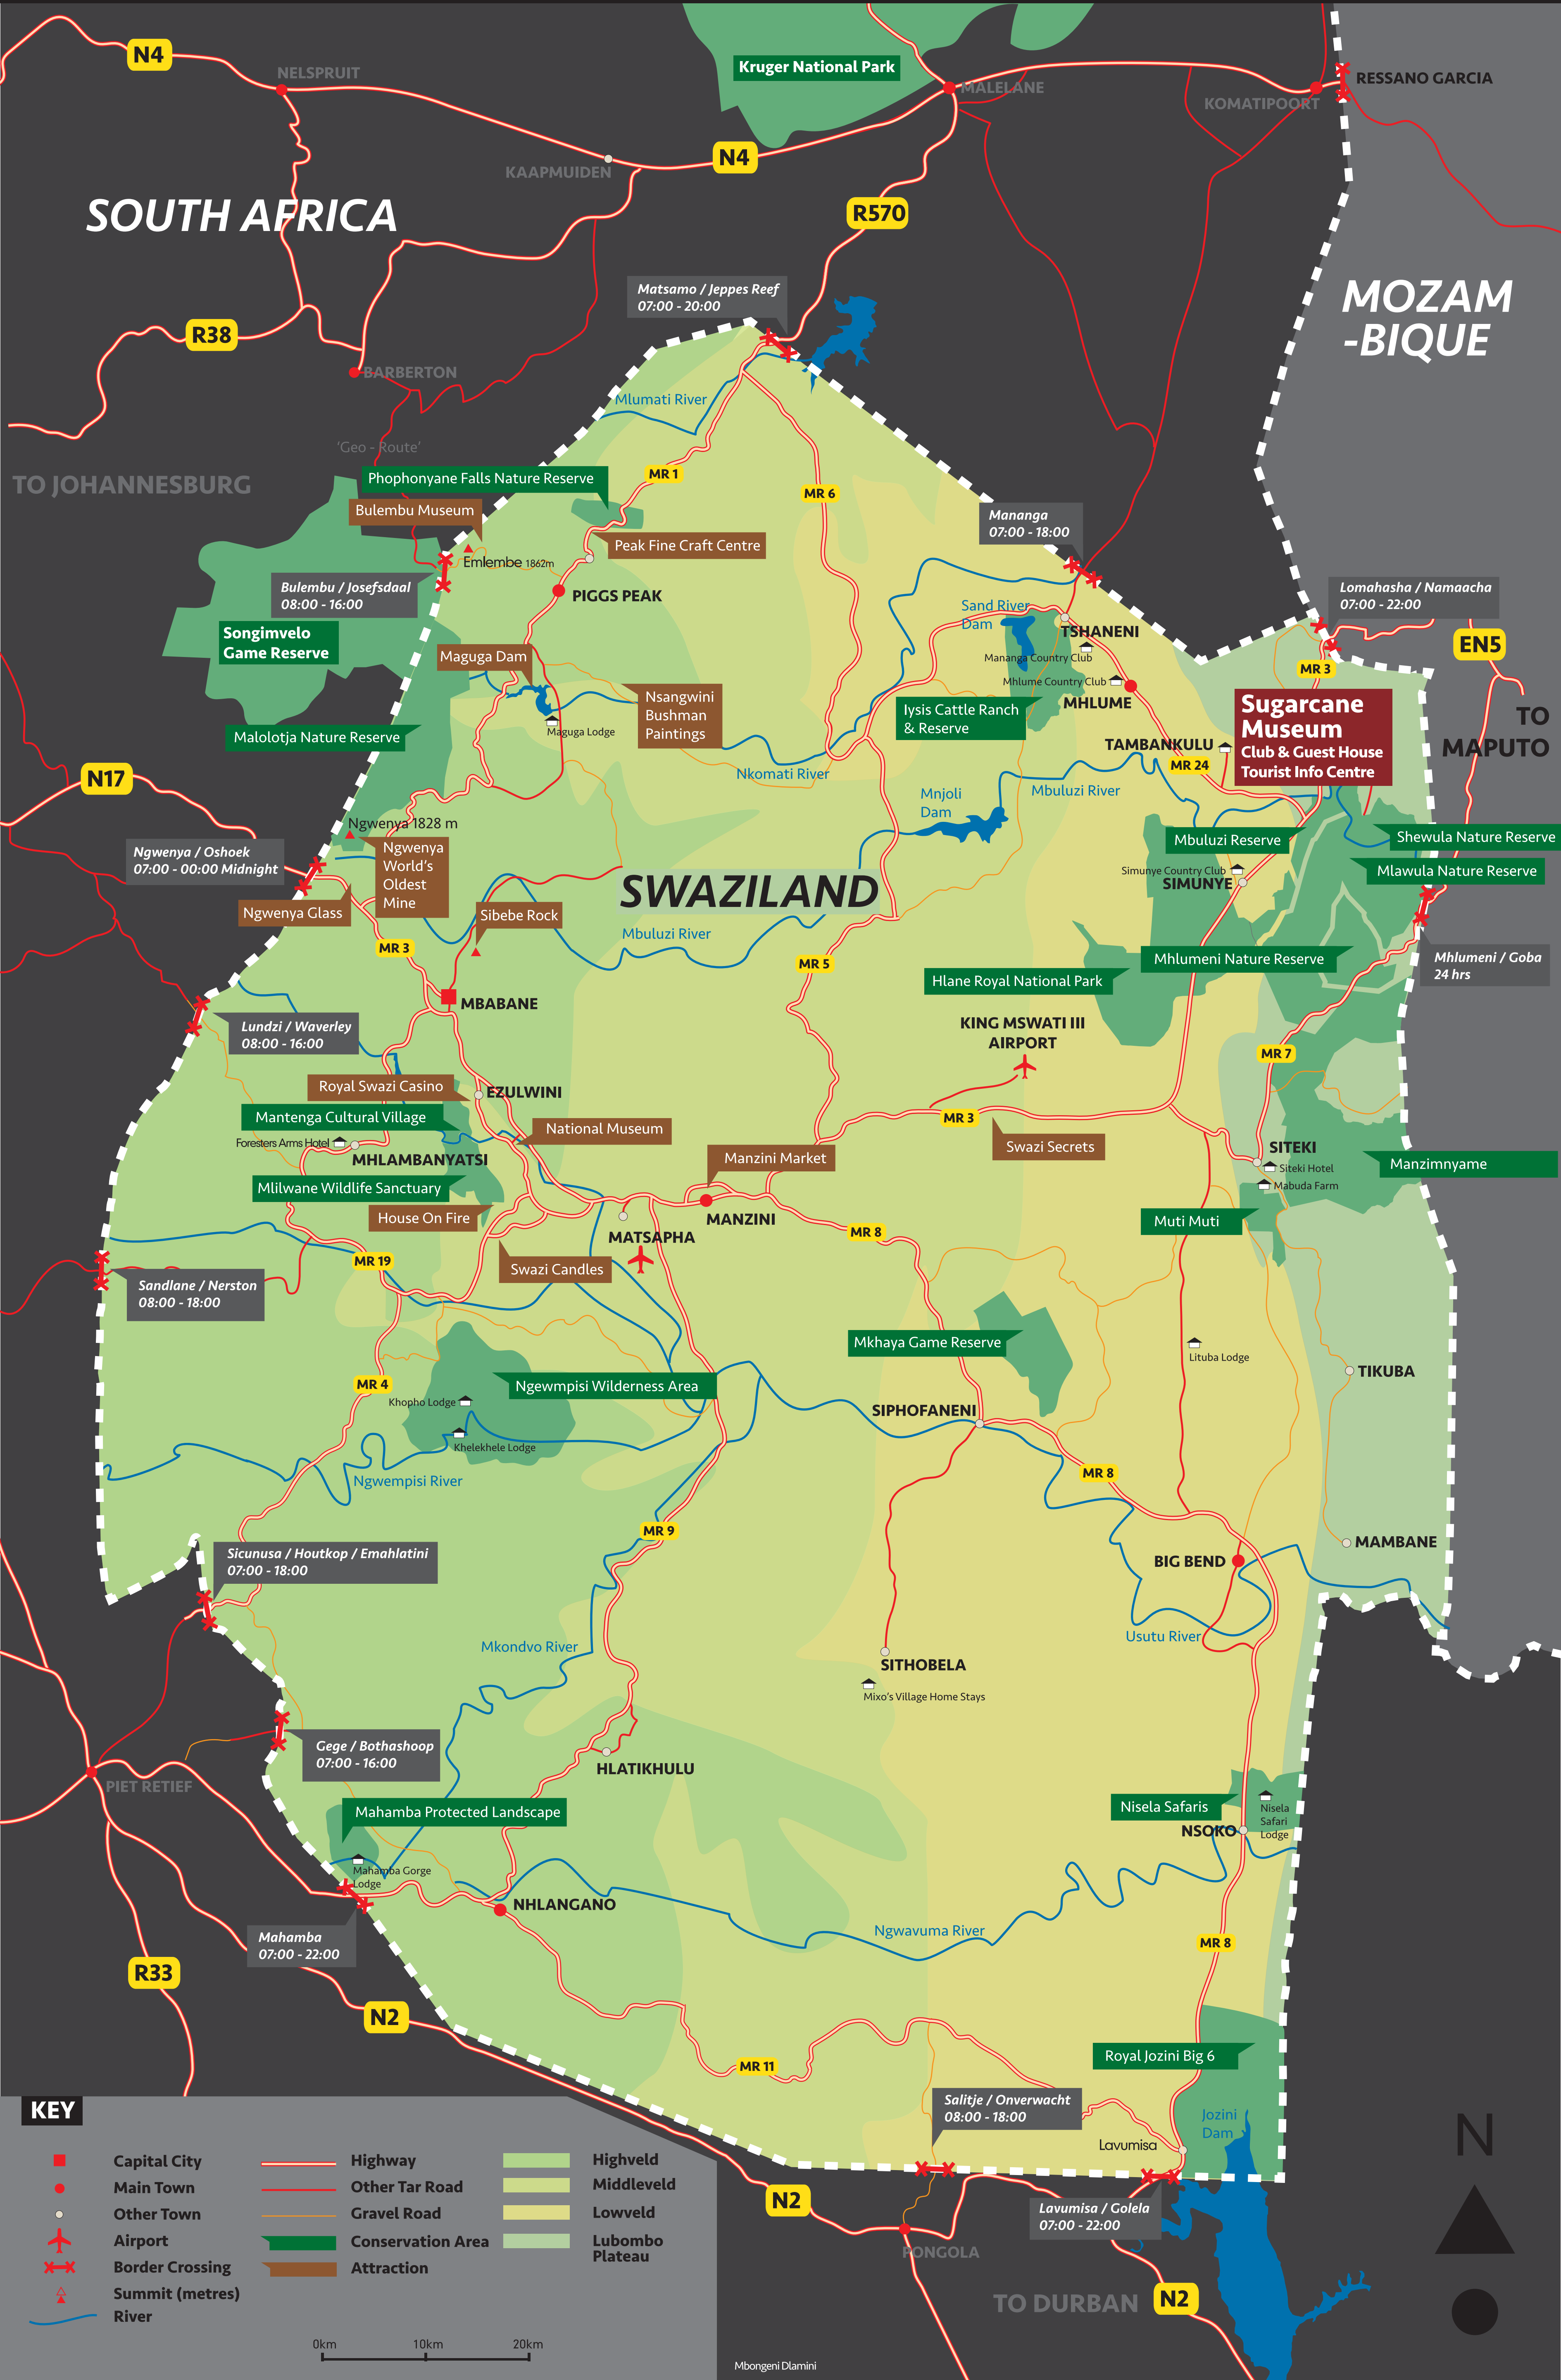 N4
NELSPRUIT
Kruger National Park
MALELANE
KOMATIPOORT
RESSANO GARCIA
KAAPMUIDEN
N4
SOUTH AFRICA
R570
MOZAM
-BIQUE
Matsamo / Jeppes Reef
07:00 - 20:00
R38
BARBERTON
Mlumati River
'Geo - Route'
TO JOHANNESBURG
Phophonyane Falls Nature Reserve
MR 1
MR 6
Bulembu Museum
Mananga
07:00 - 18:00
Peak Fine Craft Centre
Emlembe 1862m
Bulembu / Josefsdaal
08:00 - 16:00
PIGGS PEAK
Lomahasha / Namaacha
07:00 - 22:00
Sand River
Dam
TSHANENI
Songimvelo
Game Reserve
EN5
Maguga Dam
Mananga Country Club
MR 3
Mhlume Country Club
MHLUME
Nsangwini
Bushman
Paintings
Iysis Cattle Ranch
& Reserve
Sugarcane
Museum
Club & Guest House
Tourist Info Centre
TO
MAPUTO
Malolotja Nature Reserve
Maguga Lodge
TAMBANKULU
MR 24
N17
Nkomati River
Mnjoli
Dam
Mbuluzi River
Ngwenya 1828 m
Mbuluzi Reserve
Shewula Nature Reserve
Ngwenya / Oshoek
07:00 - 00:00 Midnight
Ngwenya
World's
Oldest
Mine
Simunye Country Club
SIMUNYE
Mlawula Nature Reserve
SWAZILAND
Ngwenya Glass
Sibebe Rock
Mbuluzi River
MR 3
MR 5
Mhlumeni Nature Reserve
Mhlumeni / Goba
24 hrs
Hlane Royal National Park
MBABANE
KING MSWATI III
AIRPORT
Lundzi / Waverley
08:00 - 16:00
MR 7
Royal Swazi Casino
EZULWINI
Mantenga Cultural Village
National Museum
MR 3
Foresters Arms Hotel
MHLAMBANYATSI
Manzini Market
Swazi Secrets
SITEKI
Siteki Hotel
Manzimnyame
Mlilwane Wildlife Sanctuary
Mabuda Farm
House On Fire
MANZINI
MATSAPHA
MR 8
Muti Muti
MR 19
Swazi Candles
Sandlane / Nerston
08:00 - 18:00
Mkhaya Game Reserve
Lituba Lodge
TIKUBA
MR 4
Ngewmpisi Wilderness Area
Khopho Lodge
SIPHOFANENI
Khelekhele Lodge
Ngwempisi River
MR 8
MR 9
MAMBANE
Sicunusa / Houtkop / Emahlatini
07:00 - 18:00
BIG BEND
Mkondvo River
Usutu River
SITHOBELA
Mixo's Village Home Stays
Gege / Bothashoop
07:00 - 16:00
HLATIKHULU
PIET RETIEF
Mahamba Protected Landscape
Nisela Safaris
Nisela
Safari
Lodge
NSOKO
Mahamba Gorge
Lodge
NHLANGANO
Mahamba
07:00 - 22:00
Ngwavuma River
MR 8
R33
N2
Royal Jozini Big 6
MR 11
Salitje / Onverwacht
08:00 - 18:00
Jozini
Dam
Lavumisa
N2
Lavumisa / Golela
07:00 - 22:00
PONGOLA
TO DURBAN
N2
N
KEY
Capital City
Main Town
Other Town
Airport
Border Crossing
Summit (metres)
River
Highway
Other Tar Road
Gravel Road
Conservation Area
Attraction
Highveld
Middleveld
Lowveld
Lubombo
Plateau
0km 10km 20km
Mbongeni Dlamini